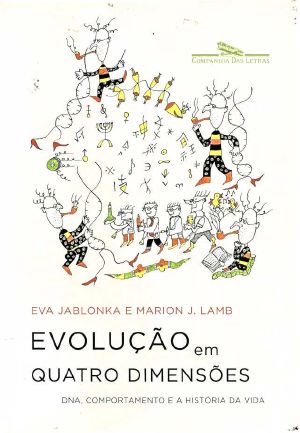 COMPANHIA DAS LETRAS
EVA JABLONKA E MARION J. LAMB
EVOLUÇÃO em
QUATRO DIMENSÕES
DNA, COMPORTAMENTO E A HISTÓRIA DA VIDA